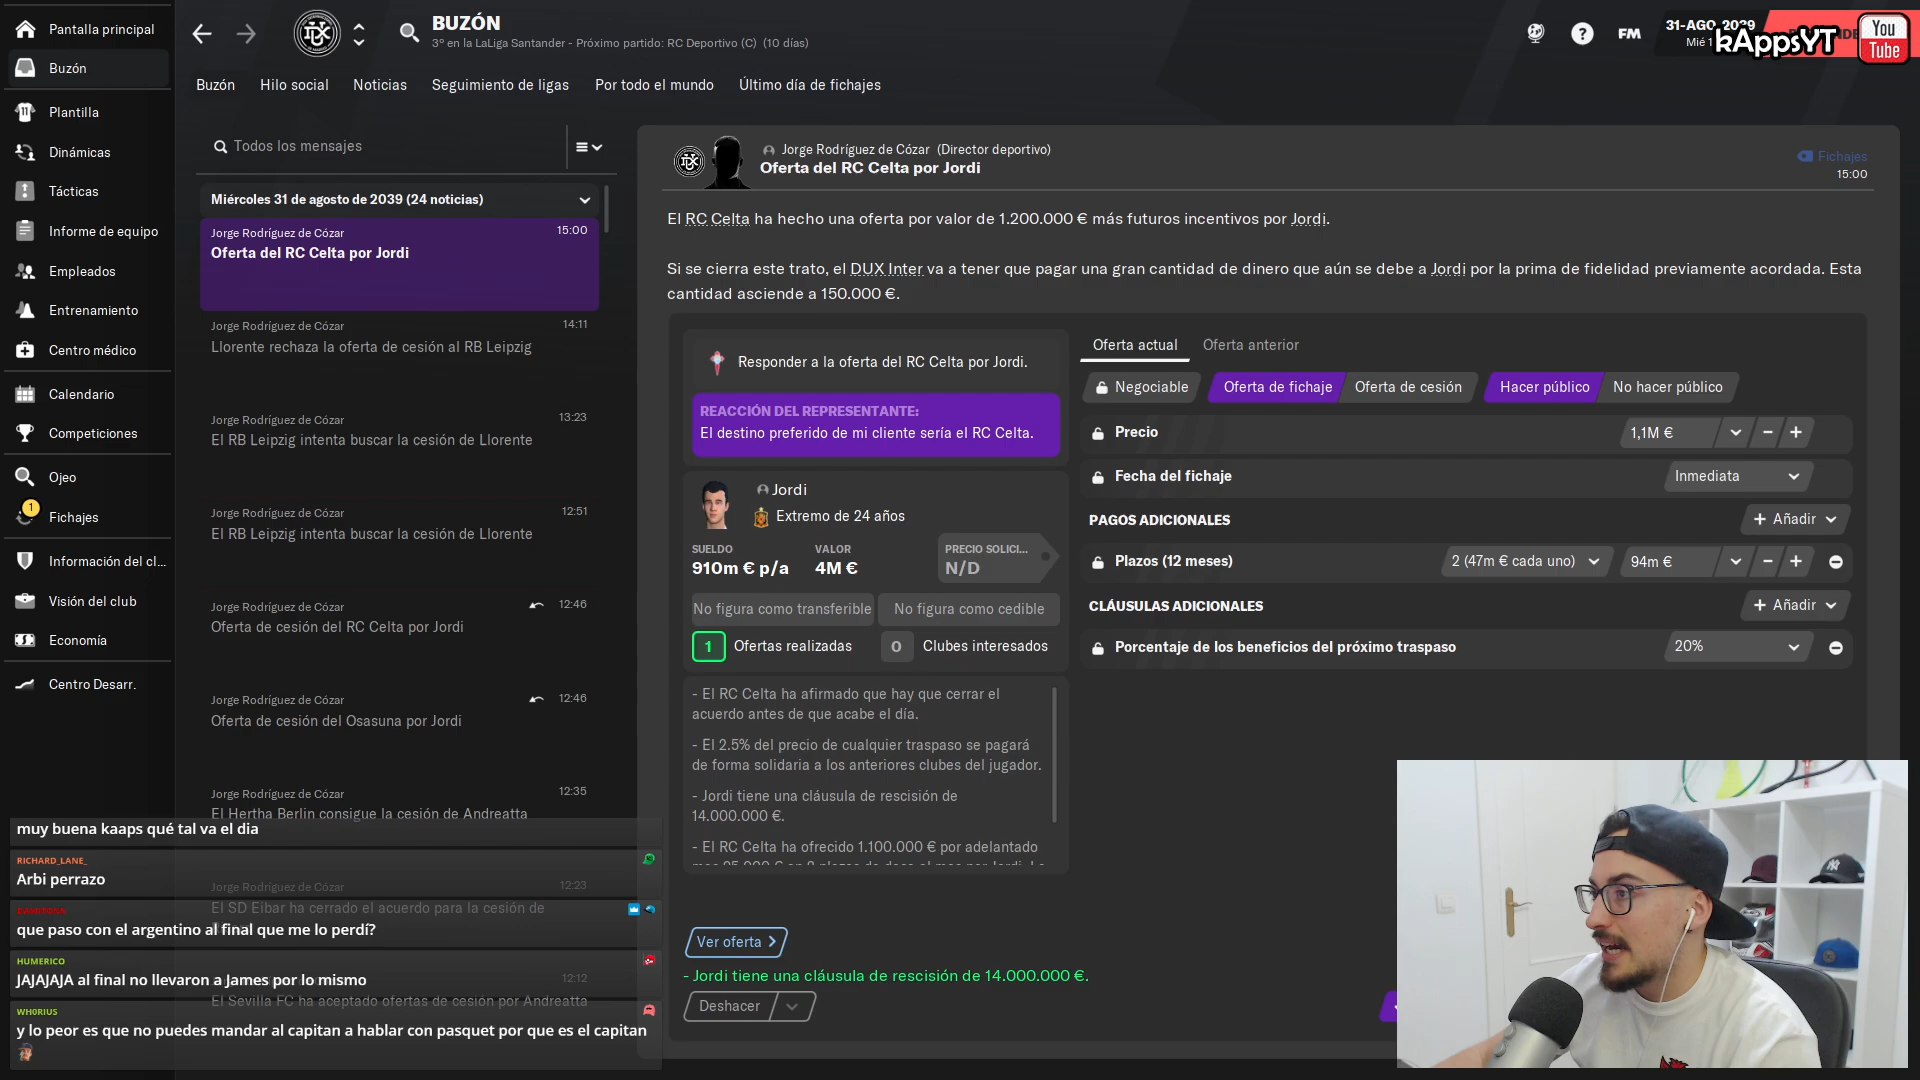 Pantalla principal
Buzón
Plantilla
Dinámicas
Tácticas
Informe de equipo
Empleados
Entrenamiento
Centro médico
Calendario
Competiciones
Ojeo
1
Fichajes
Información del cl...
Visión del club
Economía
Centro Desarr.
BUZÓN
3º en la LaLiga Santander - Próximo partido: RC Deportivo (C) (10 días)
FM
31-AGO. 2039
Mié
kAppsYT
You
Tube
Buzón
Hilo social
Noticias
Seguimiento de ligas
Por todo el mundo
Último día de fichajes
Todos los mensajes
Miércoles 31 de agosto de 2039 (24 noticias)
Jorge Rodríguez de Cózar
15:00
Oferta del RC Celta por Jordi
Jorge Rodríguez de Cózar
14:11
Llorente rechaza la oferta de cesión al RB Leipzig
Jorge Rodríguez de Cózar
13:23
El RB Leipzig intenta buscar la cesión de Llorente
Jorge Rodríguez de Cózar
12:51
El RB Leipzig intenta buscar la cesión de Llorente
Jorge Rodríguez de Cózar
12:46
Oferta de cesión del RC Celta por Jordi
Jorge Rodríguez de Cózar
12:46
Oferta de cesión del Osasuna por Jordi
Jorge Rodríguez de Cózar
12:35
El Hertha Berlin consigue la cesión de Andreatta
muy buena kaaps qué tal va el dia
RICHARD_LANE_
Arbi perrazo
Jorge Rodríguez de Cózar
12:23
El SD Eibar ha cerrado el acuerdo para la cesión de
que paso con el argentino al final que me lo perdí?
HUMERICO
JAJAJAJA al final no llevaron a James por lo mismo
12:12
El Sevilla FC ha aceptado ofertas de cesión por Andreatta
WH0RIUS
y lo peor es que no puedes mandar al capitan a hablar con pasquet por que es el capitan
Jorge Rodríguez de Cózar (Director deportivo)
Oferta del RC Celta por Jordi
Fichajes
15:00
El RC Celta ha hecho una oferta por valor de 1.200.000 € más futuros incentivos por Jordi.
Si se cierra este trato, el DUX Inter va a tener que pagar una gran cantidad de dinero que aún se debe a Jordi por la prima de fidelidad previamente acordada. Esta
cantidad asciende a 150.000 €.
Responder a la oferta del RC Celta por Jordi.
REACCIÓN DEL REPRESENTANTE:
El destino preferido de mi cliente sería el RC Celta.
Jordi
Extremo de 24 años
SUELDO
910m € p/a
VALOR
4M €
PRECIO SOLICI...
N/D
No figura como transferible
No figura como cedible
1
Ofertas realizadas
0
Clubes interesados
- El RC Celta ha afirmado que hay que cerrar el
acuerdo antes de que acabe el día.
- El 2.5% del precio de cualquier traspaso se pagará
de forma solidaria a los anteriores clubes del jugador.
- Jordi tiene una cláusula de rescisión de
14.000.000 €.
- El RC Celta ha ofrecido 1.100.000 € por adelantado
Oferta actual
Oferta anterior
Negociable
Oferta de fichaje
Oferta de cesión
Hacer público
No hacer público
Precio
1,1M €
Fecha del fichaje
Inmediata
PAGOS ADICIONALES
Añadir
Plazos (12 meses)
2 (47m € cada uno)
94m €
CLÁUSULAS ADICIONALES
Añadir
Porcentaje de los beneficios del próximo traspaso
20%
Ver oferta
- Jordi tiene una cláusula de rescisión de 14.000.000 €.
Deshacer